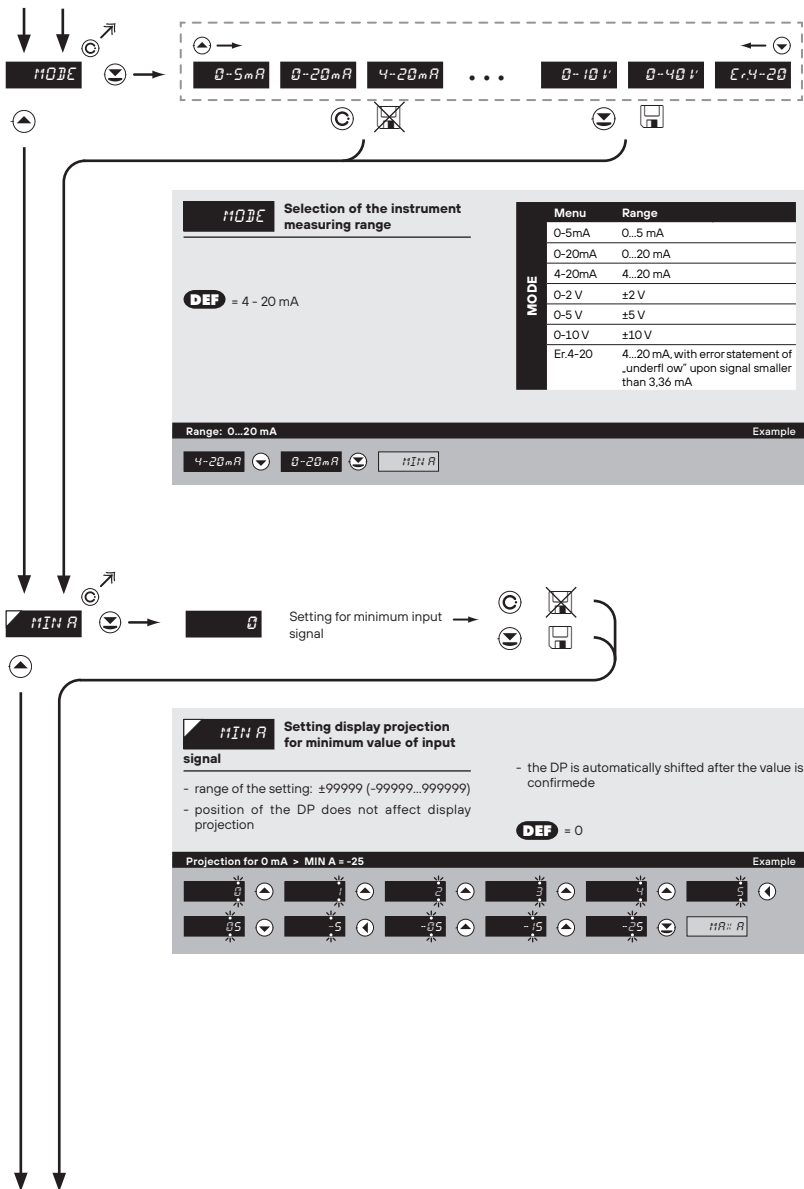 MODE 0-5mA 0-20mA 4-20mA ... 0-10V 0-40V Er.4-20
MODE Selection of the instrument
measuring range
DEF = 4 - 20 mA
MODE
Menu Range
0-5mA 0...5 mA
0-20mA 0...20 mA
4-20mA 4...20 mA
0-2 V ±2 V
0-5 V ±5 V
0-10 V ±10 V
Er.4-20 4...20 mA, with error statement of
„underfl ow" upon signal smaller
than 3,36 mA
Range: 0...20 mA Example
4-20mA 0-20mA MIN A
MIN A 0 Setting for minimum input
signal
MIN A Setting display projection
for minimum value of input
signal
- range of the setting: ±99999 (-99999...999999)
- position of the DP does not affect display
projection
- the DP is automatically shifted after the value is
confirmede
DEF = 0
Projection for 0 mA > MIN A = -25 Example
0 1 2 3 4 5
05 -5 -05 -15 -25 MAX A